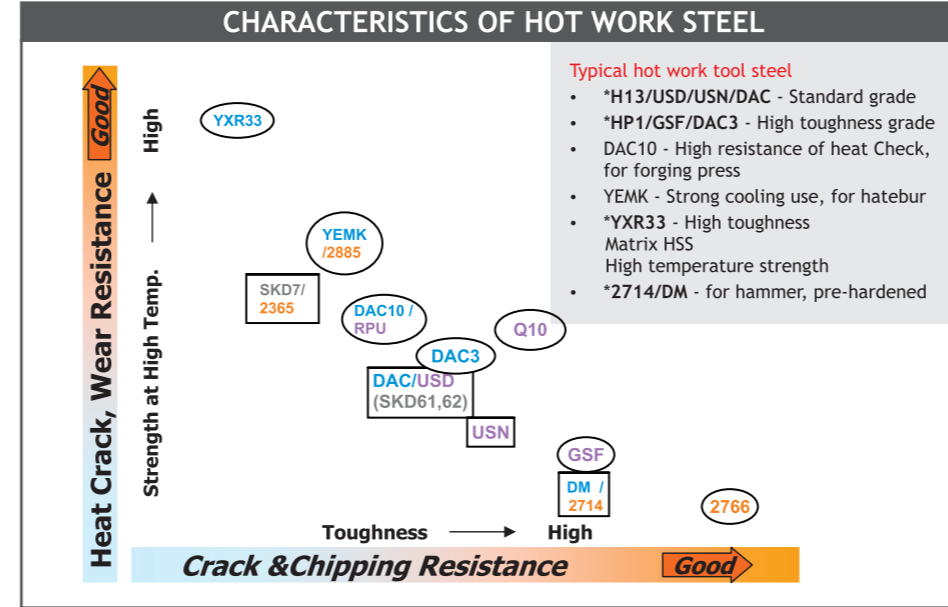 CHARACTERISTICS OF HOT WORK STEEL
Typical hot work tool steel
• *H13/USD/USN/DAC - Standard grade
• *HP1/GSF/DAC3 - High toughness grade
• DAC10 - High resistance of heat Check,
for forging press
• YEMK - Strong cooling use, for hatebur
• *YXR33 - High toughness
Matrix HSS
High temperature strength
• *2714/DM - for hammer, pre-hardened
Good
Heat Crack, Wear Resistance
High
Strength at High Temp.
YXR33
YEMK
/2885
SKD7/
2365
DAC10 /
RPU
Q10
DAC3
DAC/USD
(SKD61,62)
USN
GSF
DM /
2714
2766
Toughness
High
Crack &Chipping Resistance
Good